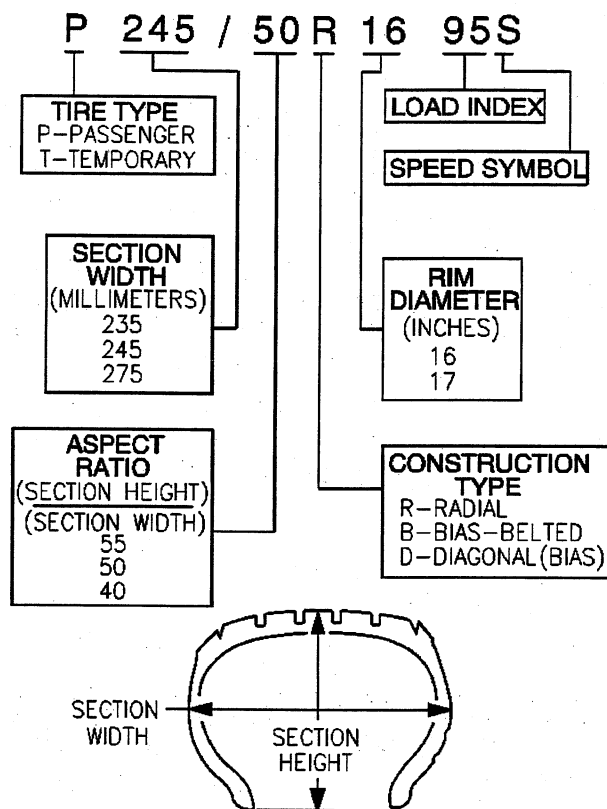 P 245 / 50 R 16 95S
TIRE TYPE
P-PASSENGER
T-TEMPORARY
LOAD INDEX
SPEED SYMBOL
SECTION
WIDTH
(MILLIMETERS)
235
245
275
RIM
DIAMETER
(INCHES)
16
17
ASPECT
RATIO
(SECTION HEIGHT)
(SECTION WIDTH)
55
50
40
CONSTRUCTION
TYPE
R-RADIAL
B-BIAS-BELTED
D-DIAGONAL(BIAS)
SECTION
WIDTH
SECTION
HEIGHT